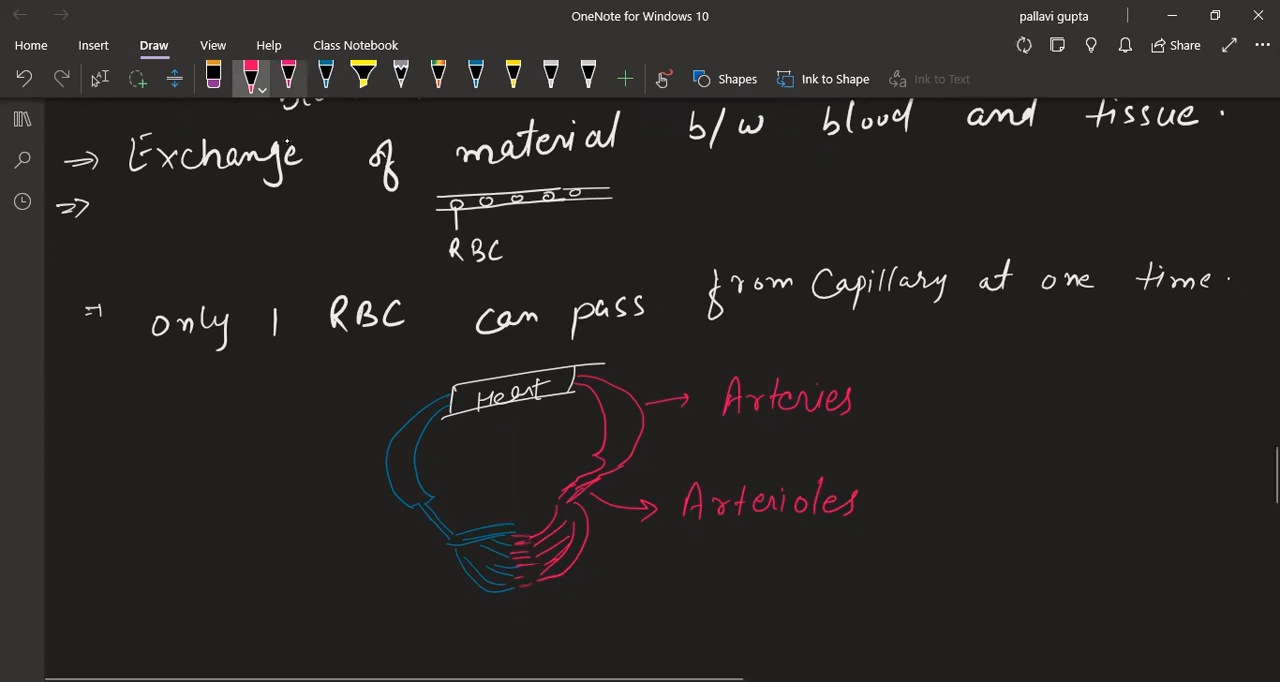 OneNote for Windows 10
pallavi gupta
Home Insert Draw View Help Class Notebook
Share
Shapes Ink to Shape Ink to Text
⇒ Exchange of material b/w blood and tissue.
⇒
RBC
⇒ Only 1 RBC can pass from Capillary at one time.
Heart
→ Arteries
→ Arterioles